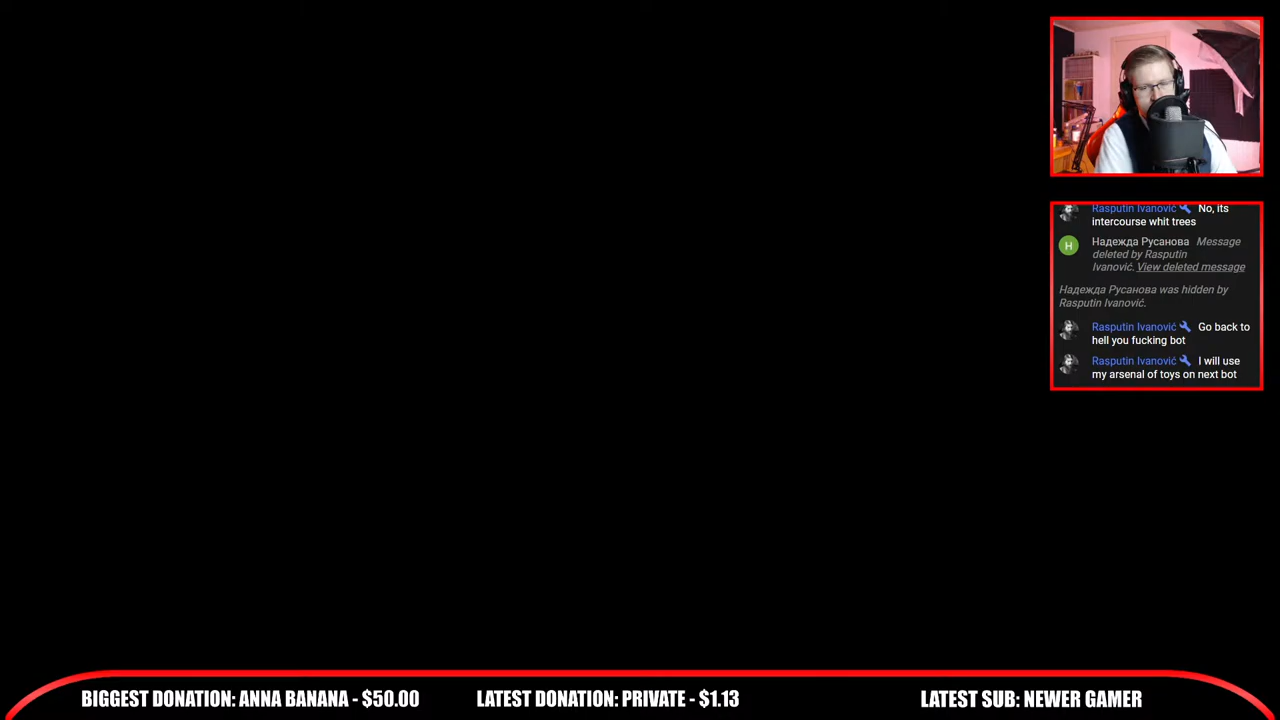 Rasputin Ivanović No, its
intercourse whit trees
Надежда Русанова Message
deleted by Rasputin
Ivanović. View deleted message
Надежда Русанова was hidden by
Rasputin Ivanović.
Rasputin Ivanović Go back to
hell you fucking bot
Rasputin Ivanović I will use
my arsenal of toys on next bot
BIGGEST DONATION: ANNA BANANA - $50.00
LATEST DONATION: PRIVATE - $1.13
LATEST SUB: NEWER GAMER